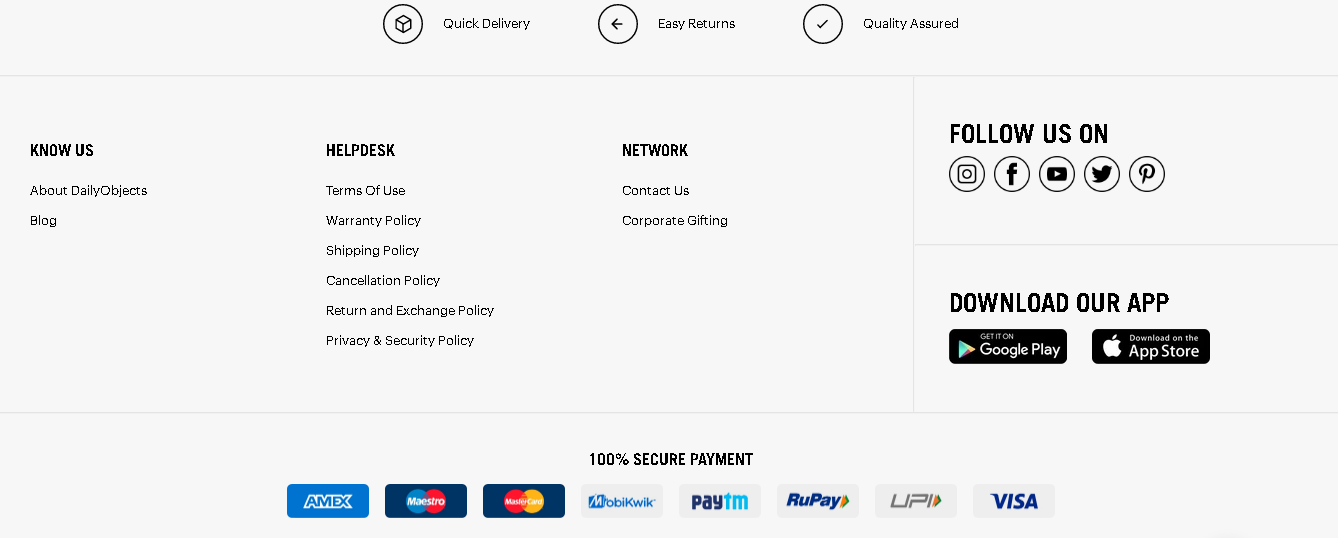 Quick Delivery
Easy Returns
Quality Assured
KNOW US
About DailyObjects
Blog
HELPDESK
Terms Of Use
Warranty Policy
Shipping Policy
Cancellation Policy
Return and Exchange Policy
Privacy & Security Policy
NETWORK
Contact Us
Corporate Gifting
FOLLOW US ON
DOWNLOAD OUR APP
GET IT ON
Google Play
Download on the
App Store
100% SECURE PAYMENT
AMEX
Maestro
MasterCard
MobiKwik
paytm
RuPay
UPI
VISA